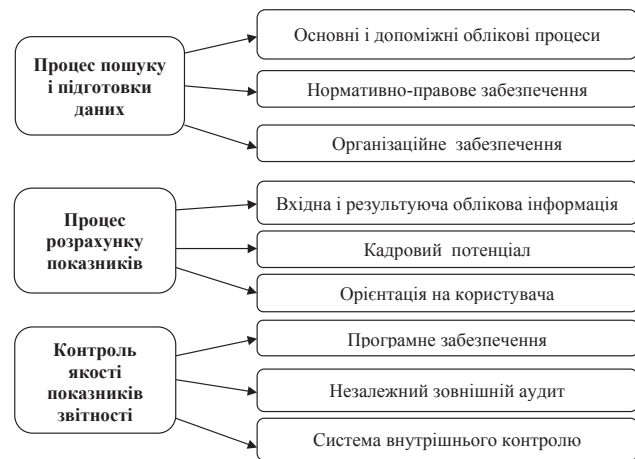 Процес пошуку
і підготовки
даних
Основні і допоміжні облікові процеси
Нормативно-правове забезпечення
Організаційне забезпечення
Процес
розрахунку
показників
Вхідна і результуюча облікова інформація
Кадровий потенціал
Орієнтація на користувача
Контроль
якості
показників
звітності
Програмне забезпечення
Незалежний зовнішній аудит
Система внутрішнього контролю